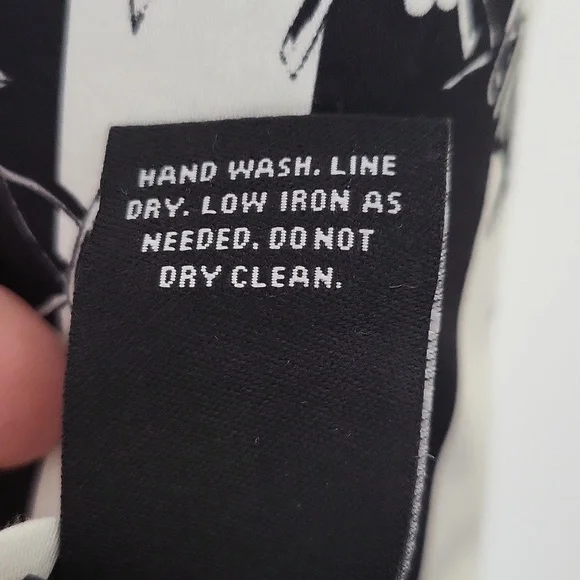 HAND WASH. LINE
DRY. LOW IRON AS
NEEDED. DO NOT
DRY CLEAN.